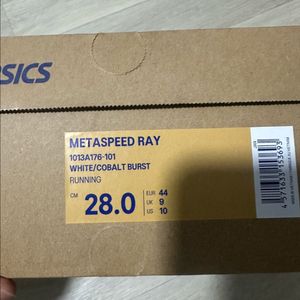 SICS
METASPEED RAY
1013A176-101
WHITE/COBALT BURST
RUNNING
CM 28.0
EUR 44
UK 9
US 10